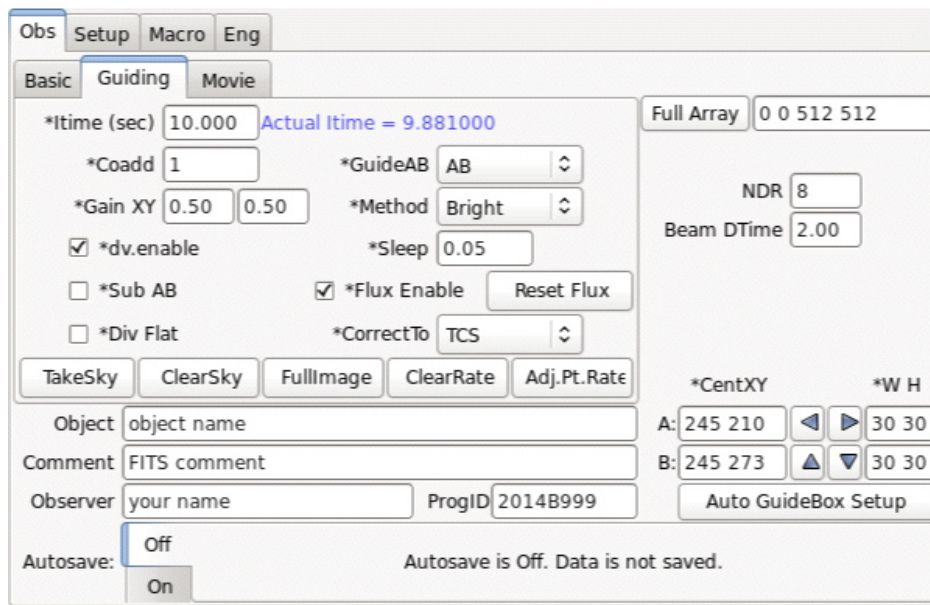 Obs Setup Macro Eng
Basic Guiding Movie
*Itime (sec) 10.000 Actual Itime = 9.881000
Full Array 0 0 512 512
*Coadd 1 *GuideAB AB
*Gain XY 0.50 0.50 *Method Bright
NDR 8
*dv.enable *Sleep 0.05
Beam DTime 2.00
*Sub AB *Flux Enable Reset Flux
*Div Flat *CorrectTo TCS
TakeSky ClearSky FullImage ClearRate Adj.Pt.Rate
*CentXY *W H
Object object name
A: 245 210 30 30
Comment FITS comment
B: 245 273 30 30
Observer your name ProgID 2014B999
Auto GuideBox Setup
Autosave: Off
On
Autosave is Off. Data is not saved.